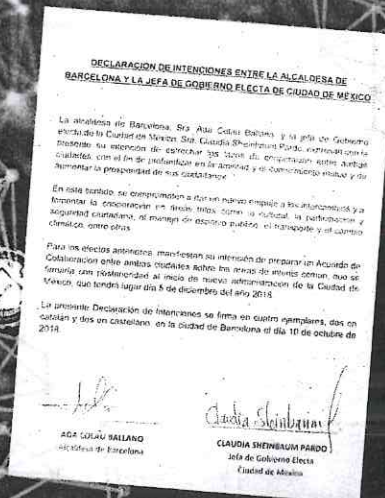 DECLARACIÓN DE INTENCIONES ENTRE LA ALCALDESA DE
BARCELONA Y LA JEFA DE GOBIERNO ELECTA DE CIUDAD DE MÉXICO
La alcaldesa de Barcelona, Sra. Ada Colau Ballano y la jefa de Gobierno
electa de la Ciudad de México, Sra. Claudia Sheinbaum Pardo, expresan con la
presente su intención de estrechar los lazos de cooperación entre ambas
ciudades, con el fin de profundizar en la amistad y el conocimiento mutuo y de
aumentar la prosperidad de sus ciudadanos.
En este sentido, se comprometen a dar un nuevo empuje a los intercambios y a
fomentar la cooperación en áreas tales como la cultural, la participación y
seguridad ciudadana, el manejo de espacio público, el transporte y el cambio
climático, entre otras.
Para los efectos anteriores, manifiestan su intención de preparar un Acuerdo de
Colaboración entre ambas ciudades sobre las áreas de interés común, que se
firmaría con posterioridad al inicio de nueva administración de la Ciudad de
México, que tendrá lugar día 5 de diciembre del año 2018.
La presente Declaración de Intenciones se firma en cuatro ejemplares, dos en
catalán y dos en castellano, en la ciudad de Barcelona el día 10 de octubre de
2018.
Claudia Sheinbaum P
ADA COLAU BALLANO
Alcaldesa de Barcelona
CLAUDIA SHEINBAUM PARDO
Jefa de Gobierno Electa
Ciudad de México